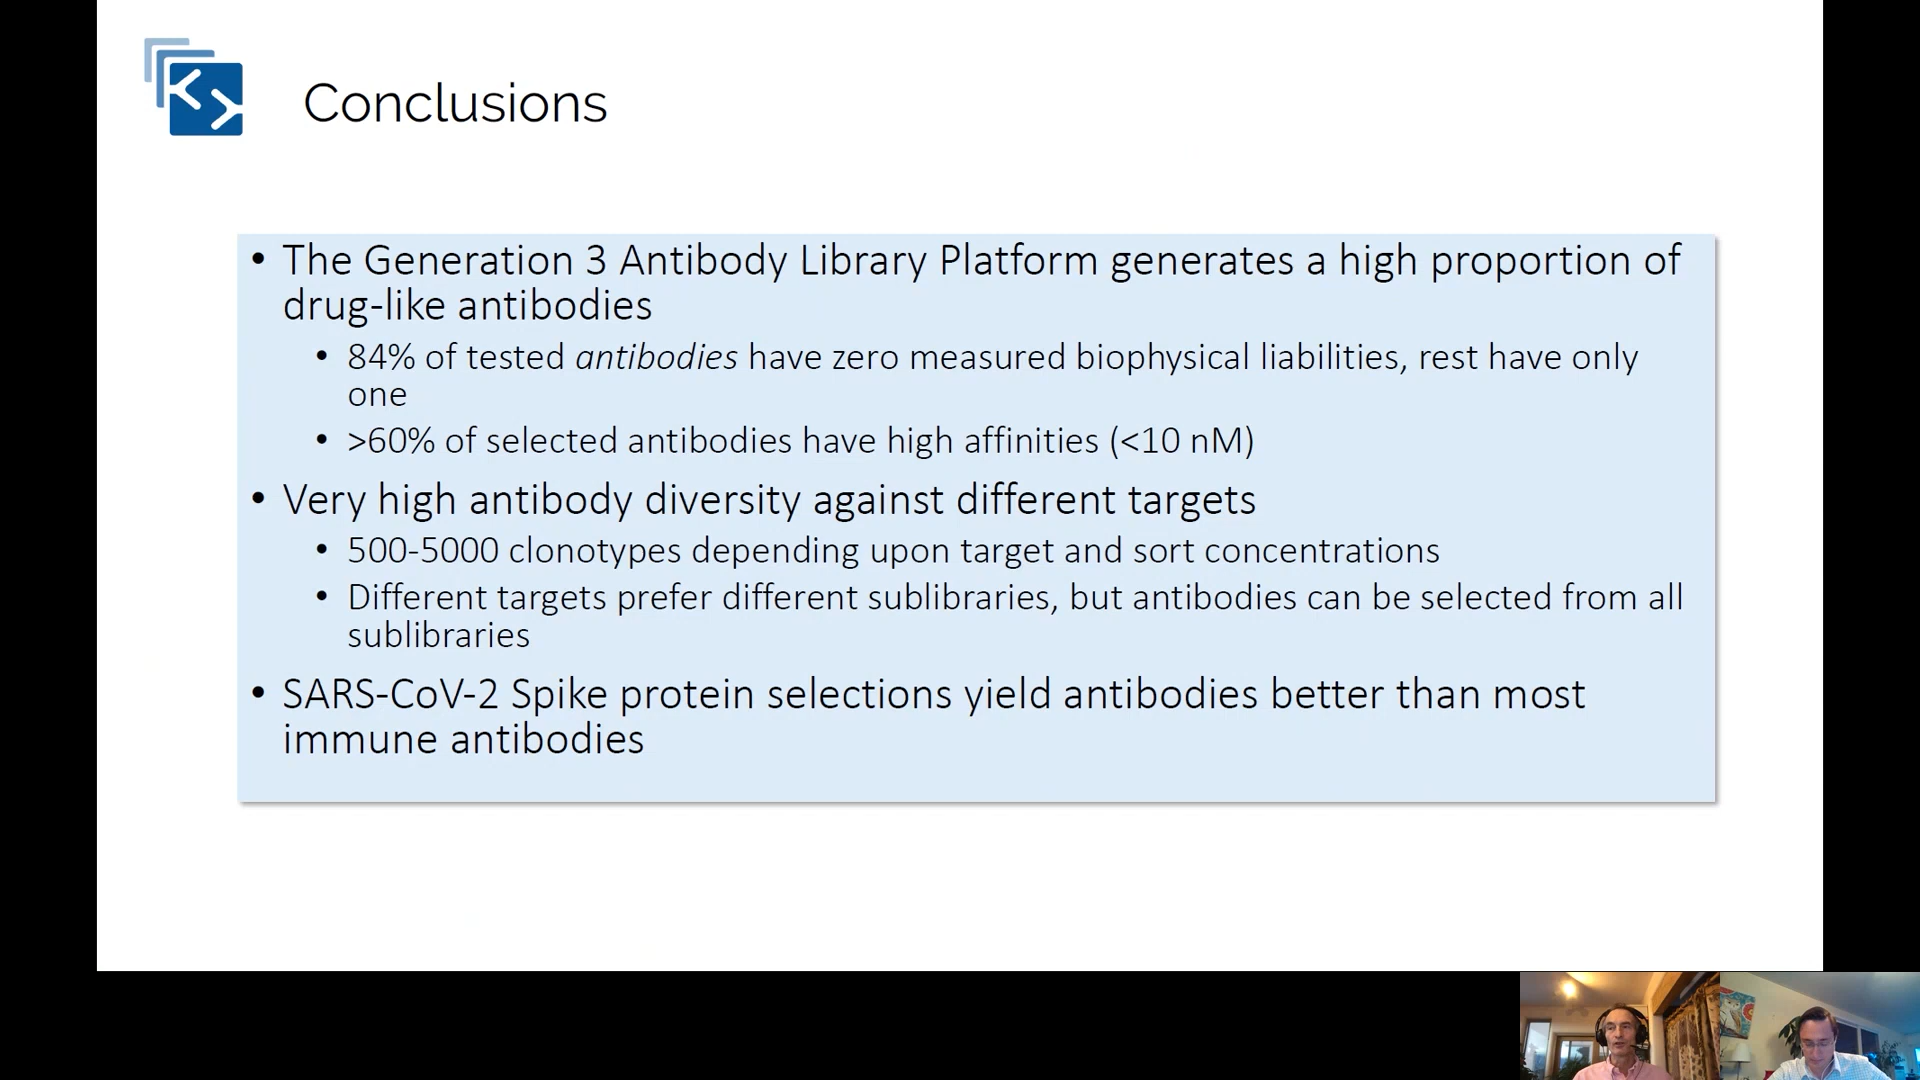 Conclusions
• The Generation 3 Antibody Library Platform generates a high proportion of
drug-like antibodies
• 84% of tested antibodies have zero measured biophysical liabilities, rest have only
one
• >60% of selected antibodies have high affinities (<10 nM)
• Very high antibody diversity against different targets
• 500-5000 clonotypes depending upon target and sort concentrations
• Different targets prefer different sublibraries, but antibodies can be selected from all
sublibraries
• SARS-CoV-2 Spike protein selections yield antibodies better than most
immune antibodies